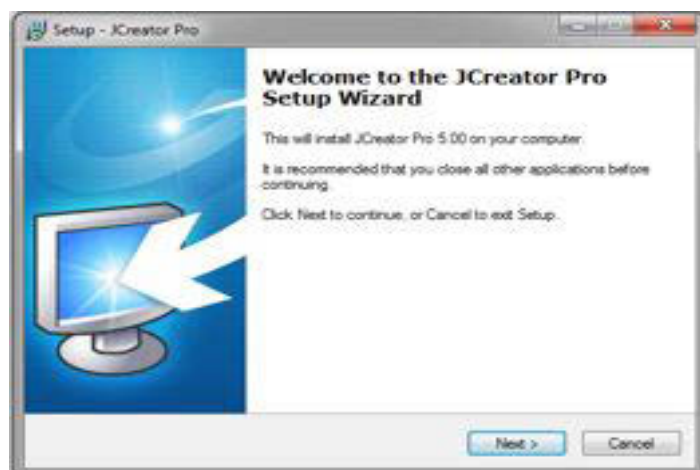 Setup - JCreator Pro
Welcome to the JCreator Pro
Setup Wizard
This will install JCreator Pro 5.00 on your computer.
It is recommended that you close all other applications before
continuing.
Click Next to continue, or Cancel to exit Setup.
Next >
Cancel